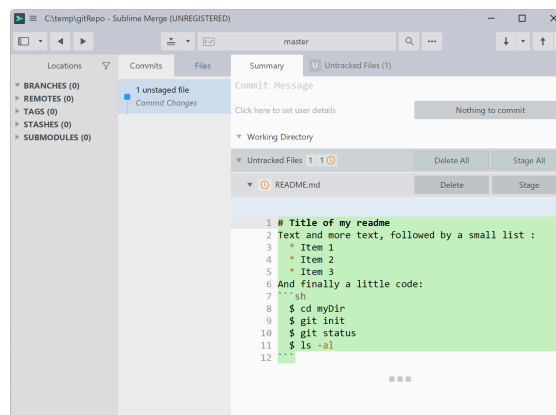 C:\temp\gitRepo - Sublime Merge (UNREGISTERED)
master
Locations
Commits
Files
Summary
U Untracked Files (1)
BRANCHES (0)
REMOTES (0)
TAGS (0)
STASHES (0)
SUBMODULES (0)
1 unstaged file
Commit Changes
Commit Message
Click here to set user details
Nothing to commit
Working Directory
Untracked Files 1 1
Delete All
Stage All
README.md
Delete
Stage
1 # Title of my readme
2 Text and more text, followed by a small list :
3 * Item 1
4 * Item 2
5 * Item 3
6 And finally a little code:
7 ```sh
8 $ cd myDir
9 $ git init
10 $ git status
11 $ ls -al
12 ```